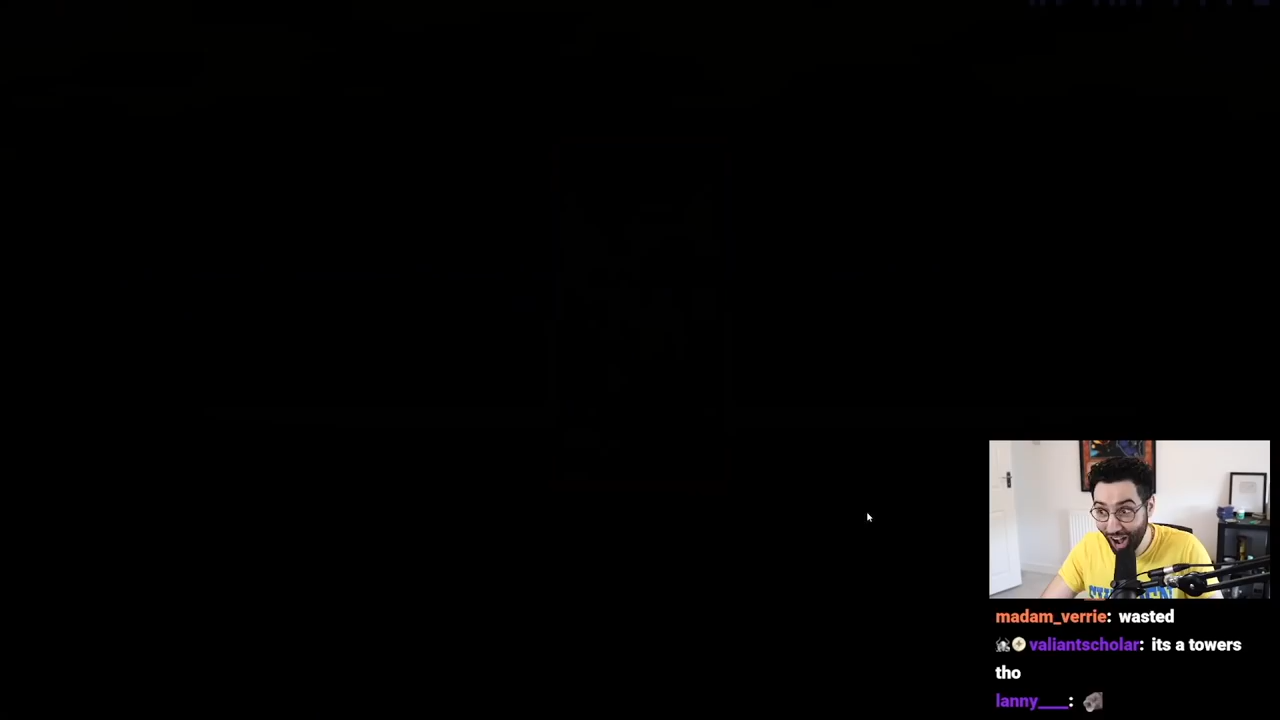 madam_verrie: wasted
valiantscholar: its a towers
tho
lanny___: